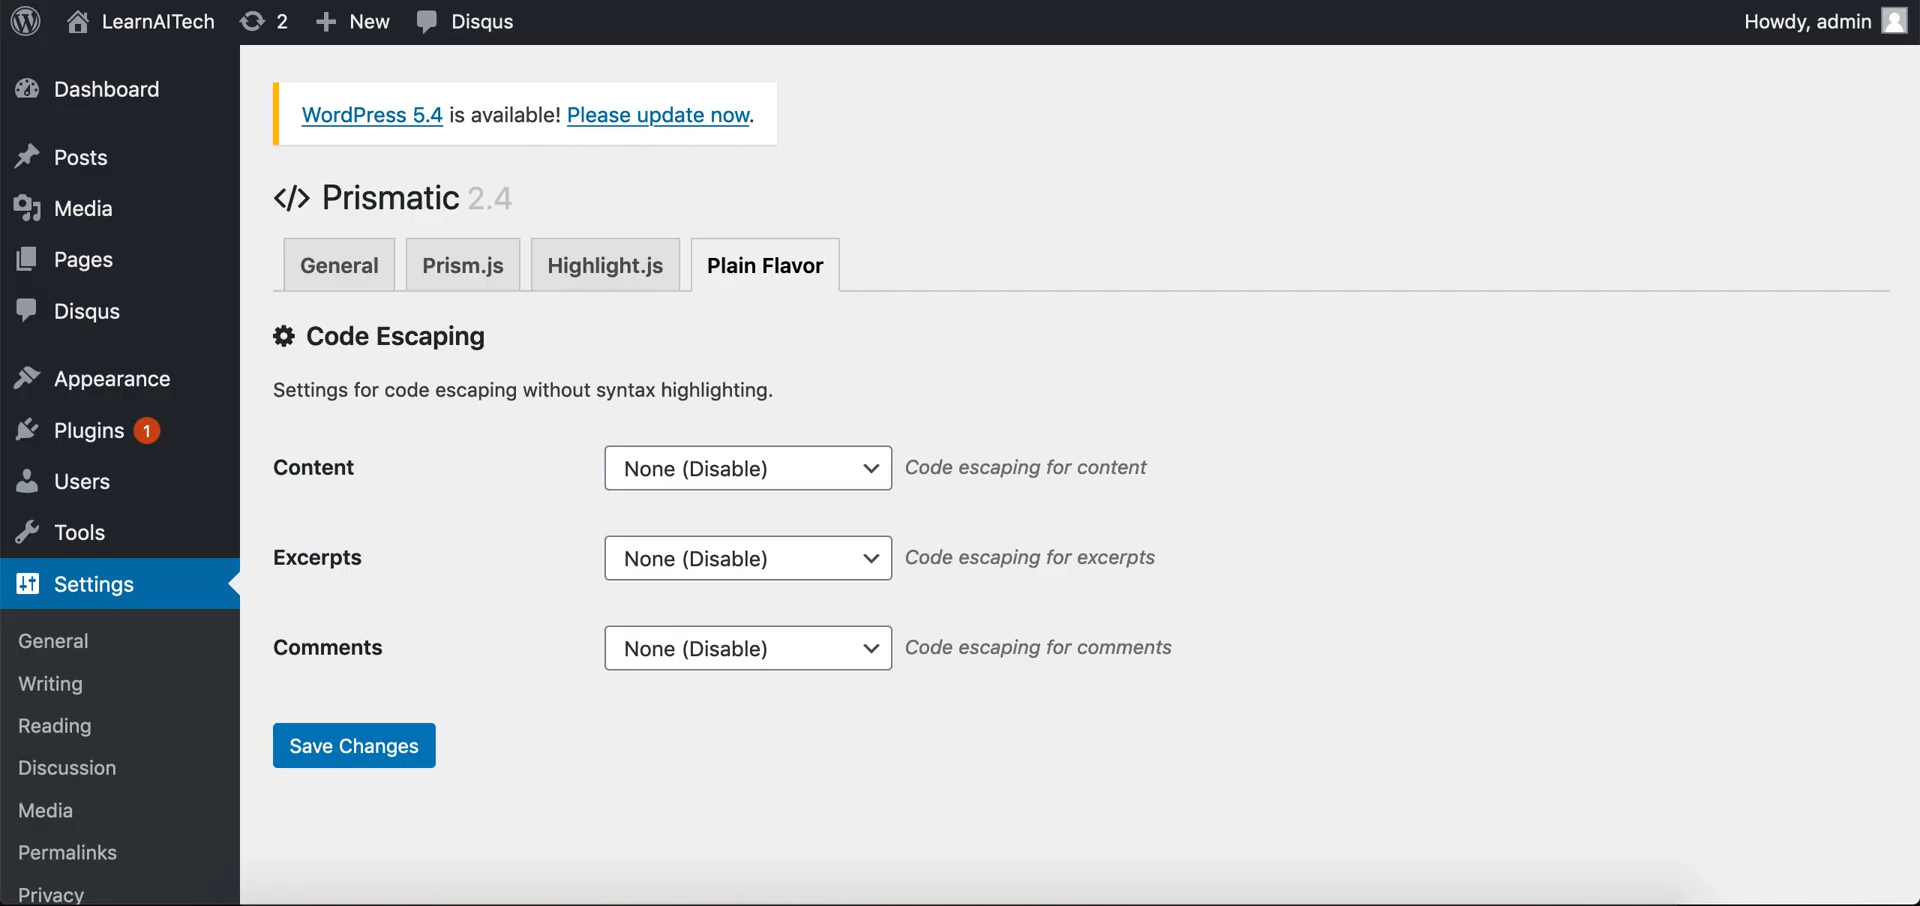 LearnAITech 2 New Disqus Howdy, admin
Dashboard
Posts
Media
Pages
Disqus
Appearance
Plugins 1
Users
Tools
Settings
General
Writing
Reading
Discussion
Media
Permalinks
Privacy
WordPress 5.4 is available! Please update now.
</> Prismatic 2.4
General Prism.js Highlight.js Plain Flavor
Code Escaping
Settings for code escaping without syntax highlighting.
Content None (Disable) Code escaping for content
Excerpts None (Disable) Code escaping for excerpts
Comments None (Disable) Code escaping for comments
Save Changes